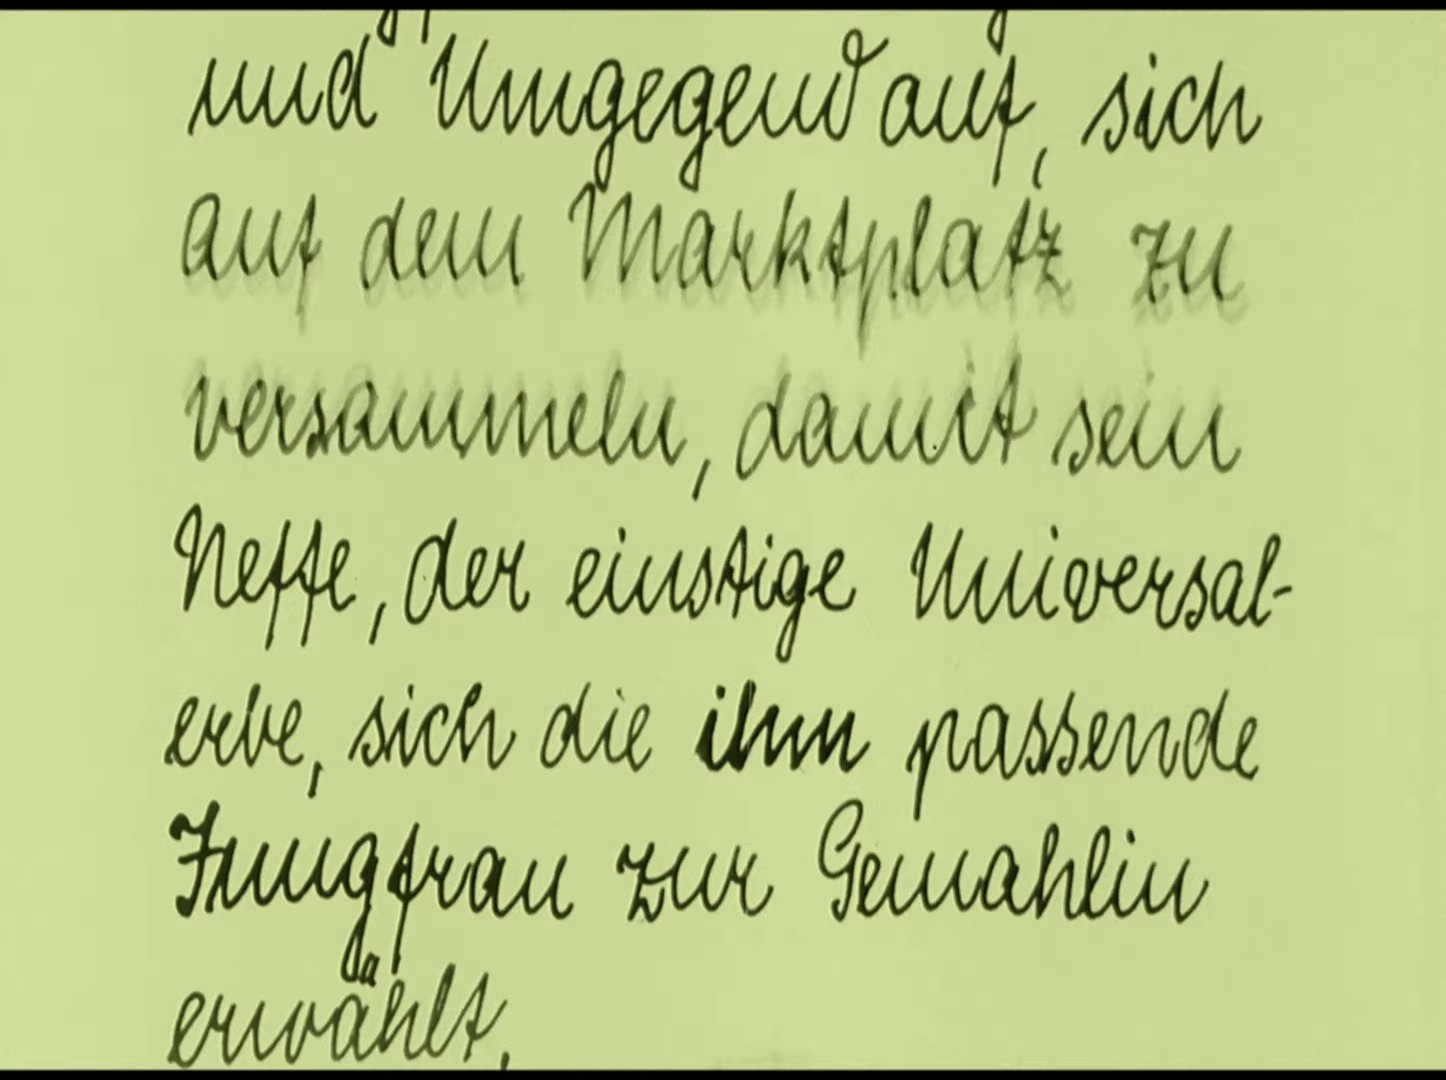 und Umgegend auf, sich
auf dem Marktplatz zu
versammeln, damit sein
Neffe, der einstige Universal-
erbe, sich die ihm passende
Jungfrau zur Gemahlin
erwählt.